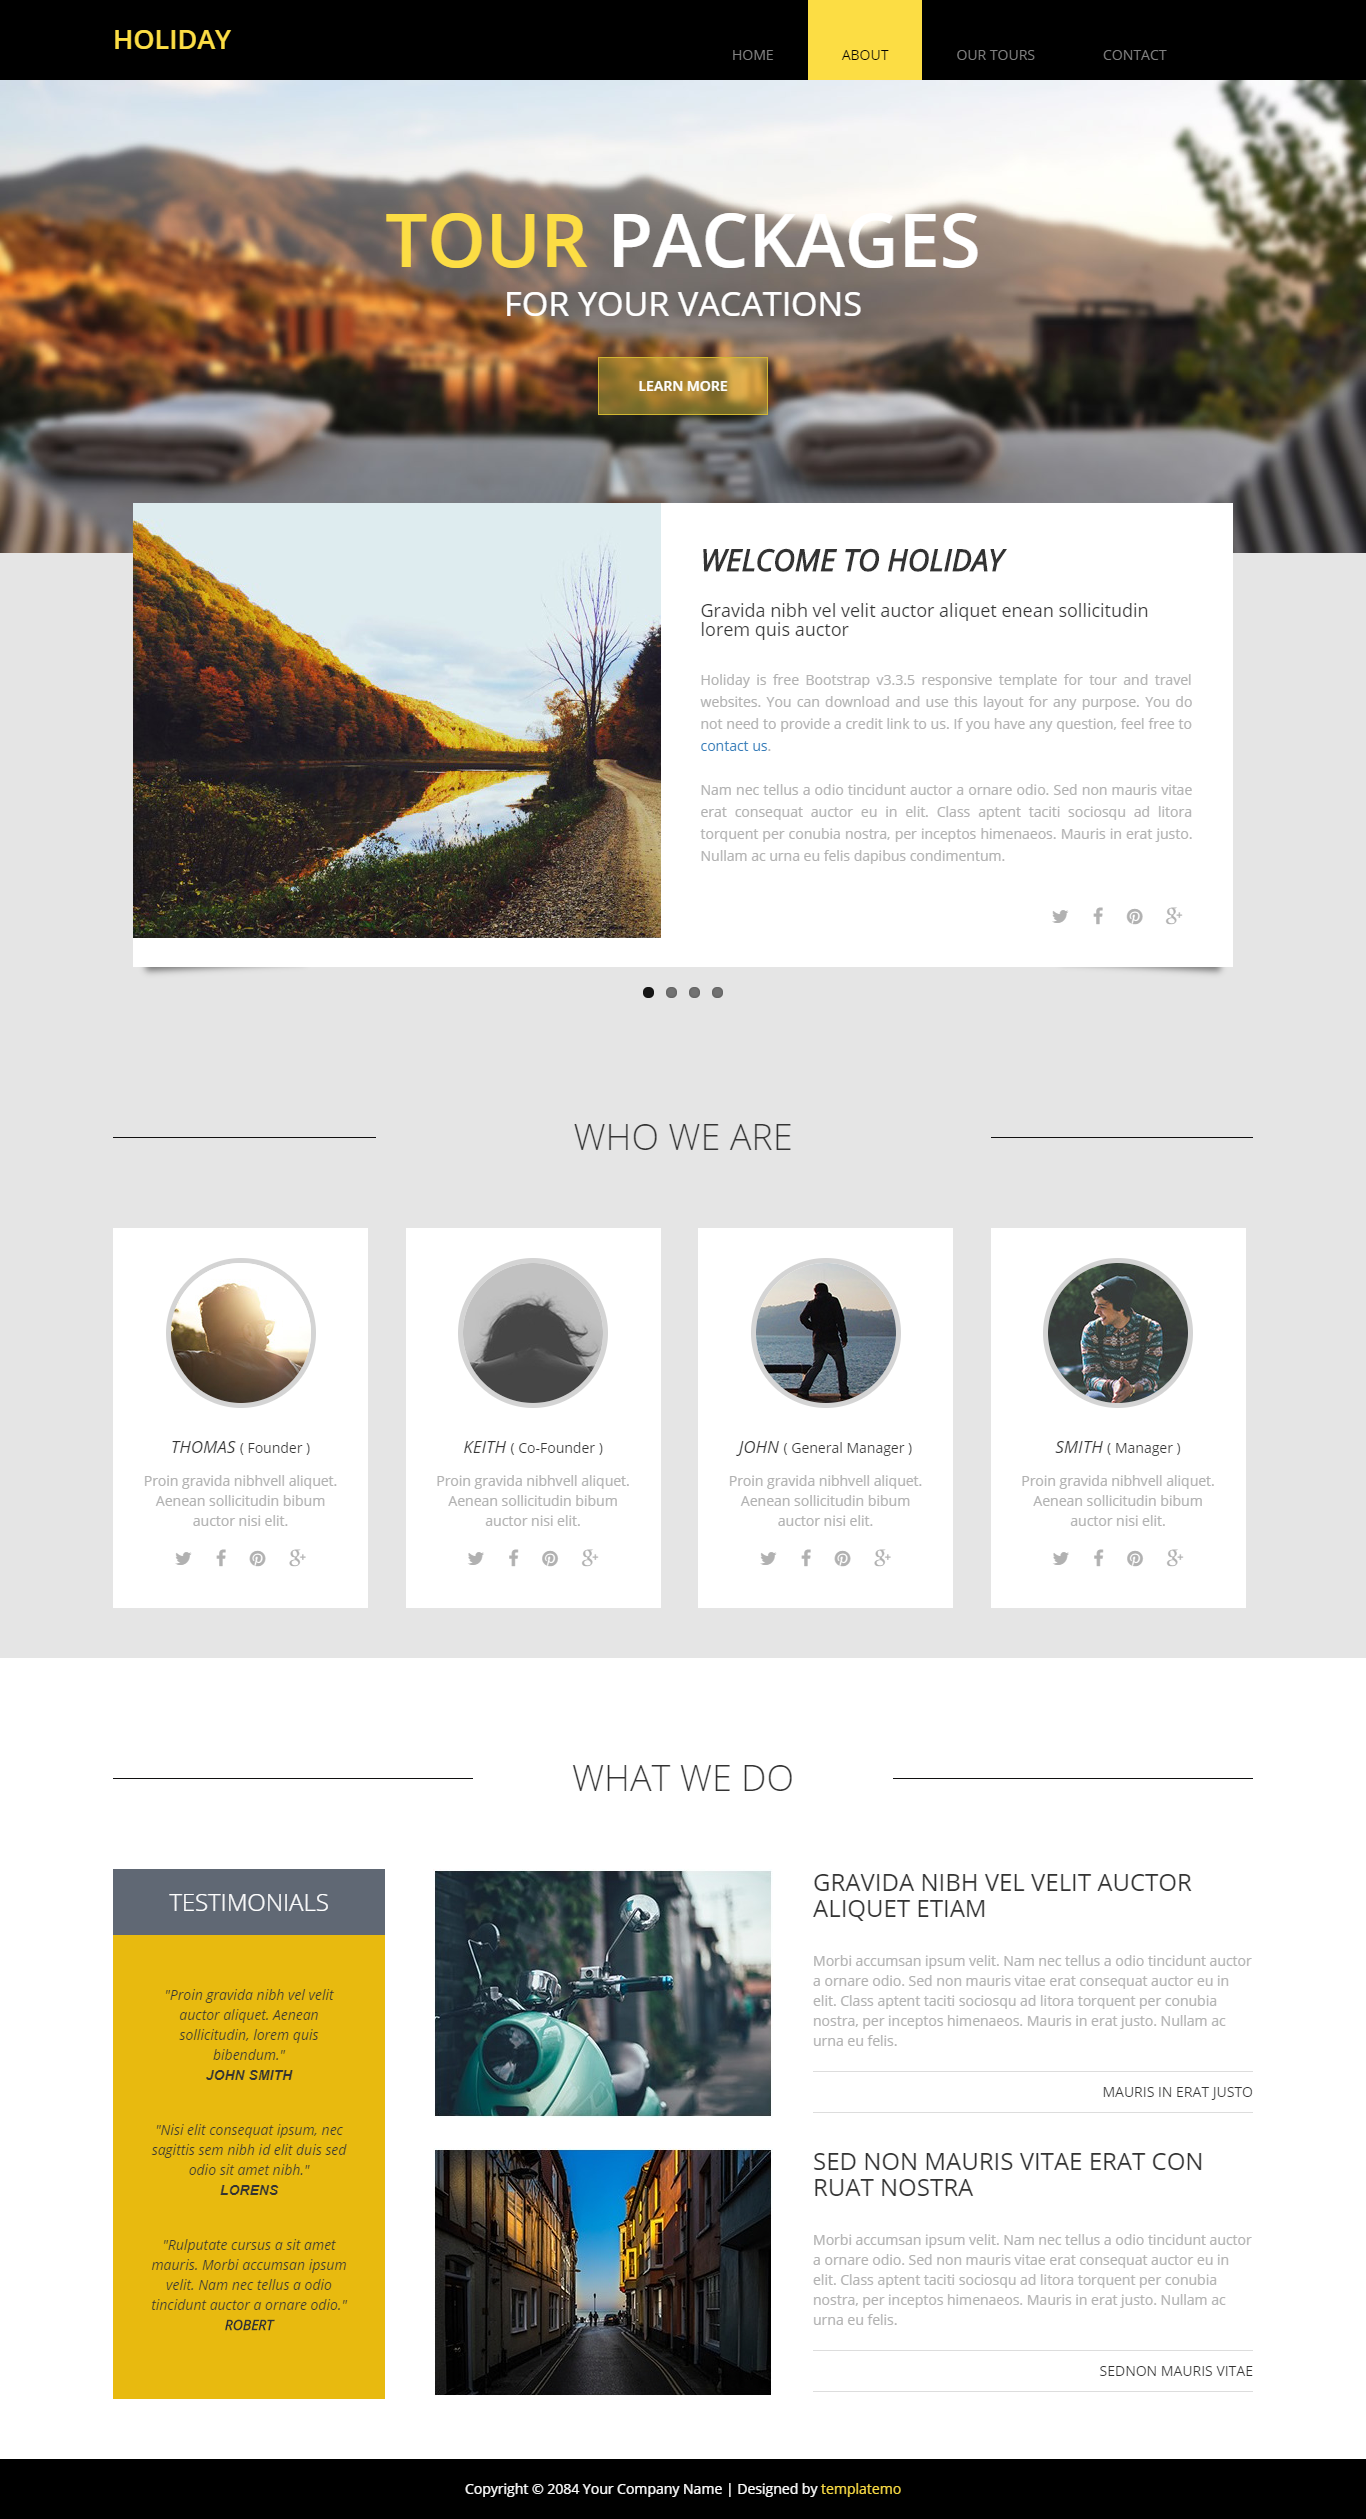 HOLIDAY
HOME ABOUT OUR TOURS CONTACT
TOUR PACKAGES
FOR YOUR VACATIONS
LEARN MORE
WELCOME TO HOLIDAY
Gravida nibh vel velit auctor aliquet enean sollicitudin
lorem quis auctor
Holiday is free Bootstrap v3.3.5 responsive template for tour and travel
websites. You can download and use this layout for any purpose. You do
not need to provide a credit link to us. If you have any question, feel free to
contact us.
Nam nec tellus a odio tincidunt auctor a ornare odio. Sed non mauris vitae
erat consequat auctor eu in elit. Class aptent taciti sociosqu ad litora
torquent per conubia nostra, per inceptos himenaeos. Mauris in erat justo.
Nullam ac urna eu felis dapibus condimentum.
WHO WE ARE
THOMAS ( Founder )
Proin gravida nibhvell aliquet.
Aenean sollicitudin bibum
auctor nisi elit.
KEITH ( Co-Founder )
Proin gravida nibhvell aliquet.
Aenean sollicitudin bibum
auctor nisi elit.
JOHN ( General Manager )
Proin gravida nibhvell aliquet.
Aenean sollicitudin bibum
auctor nisi elit.
SMITH ( Manager )
Proin gravida nibhvell aliquet.
Aenean sollicitudin bibum
auctor nisi elit.
WHAT WE DO
TESTIMONIALS
"Proin gravida nibh vel velit
auctor aliquet. Aenean
sollicitudin, lorem quis
bibendum."
JOHN SMITH
"Nisi elit consequat ipsum, nec
sagittis sem nibh id elit duis sed
odio sit amet nibh."
LORENS
"Rulputate cursus a sit amet
mauris. Morbi accumsan ipsum
velit. Nam nec tellus a odio
tincidunt auctor a ornare odio."
ROBERT
GRAVIDA NIBH VEL VELIT AUCTOR
ALIQUET ETIAM
Morbi accumsan ipsum velit. Nam nec tellus a odio tincidunt auctor
a ornare odio. Sed non mauris vitae erat consequat auctor eu in
elit. Class aptent taciti sociosqu ad litora torquent per conubia
nostra, per inceptos himenaeos. Mauris in erat justo. Nullam ac
urna eu felis.
MAURIS IN ERAT JUSTO
SED NON MAURIS VITAE ERAT CON
RUAT NOSTRA
Morbi accumsan ipsum velit. Nam nec tellus a odio tincidunt auctor
a ornare odio. Sed non mauris vitae erat consequat auctor eu in
elit. Class aptent taciti sociosqu ad litora torquent per conubia
nostra, per inceptos himenaeos. Mauris in erat justo. Nullam ac
urna eu felis.
SEDNON MAURIS VITAE
Copyright © 2084 Your Company Name | Designed by templatemo